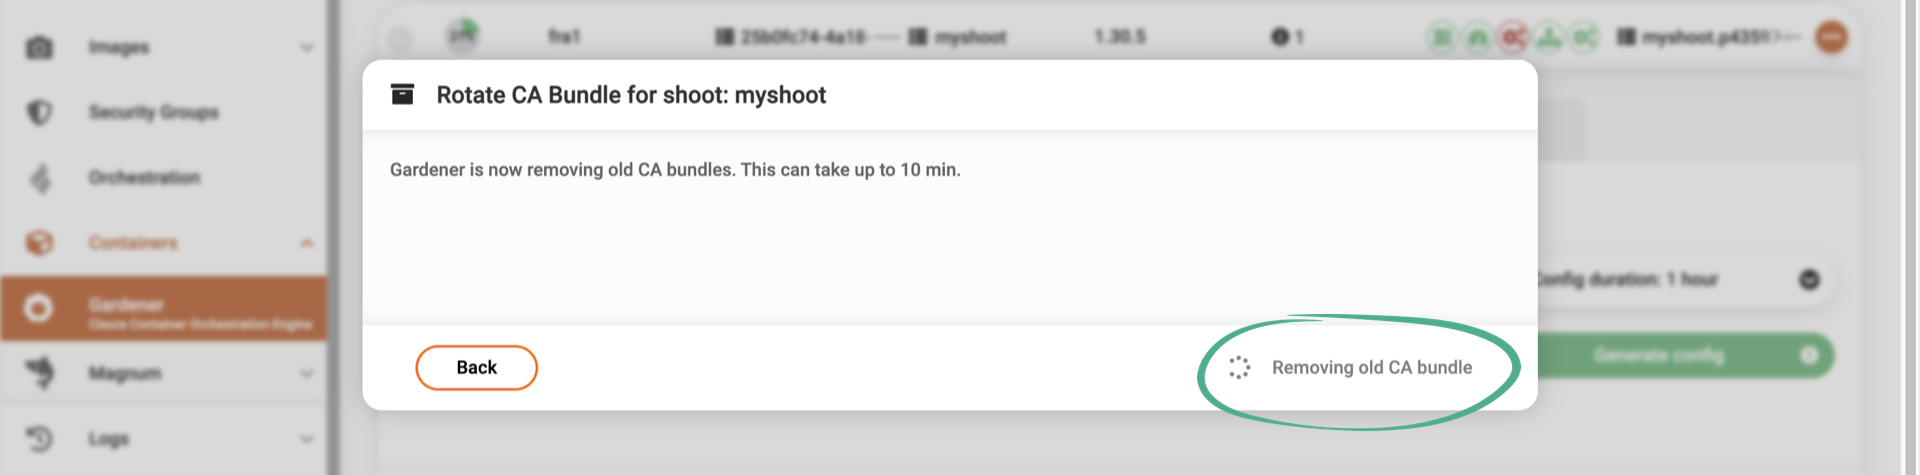 Images
fra1
25b0fc74-4a18
myshoot
1.30.5
1
Rotate CA Bundle for shoot: myshoot
Security Groups
Gardener is now removing old CA bundles. This can take up to 10 min.
Orchestration
Containers
Config duration: 1 hour
Gardener
Cleura Container Orchestration Engine
Back
Removing old CA bundle
Generate config
Magnum
Logs